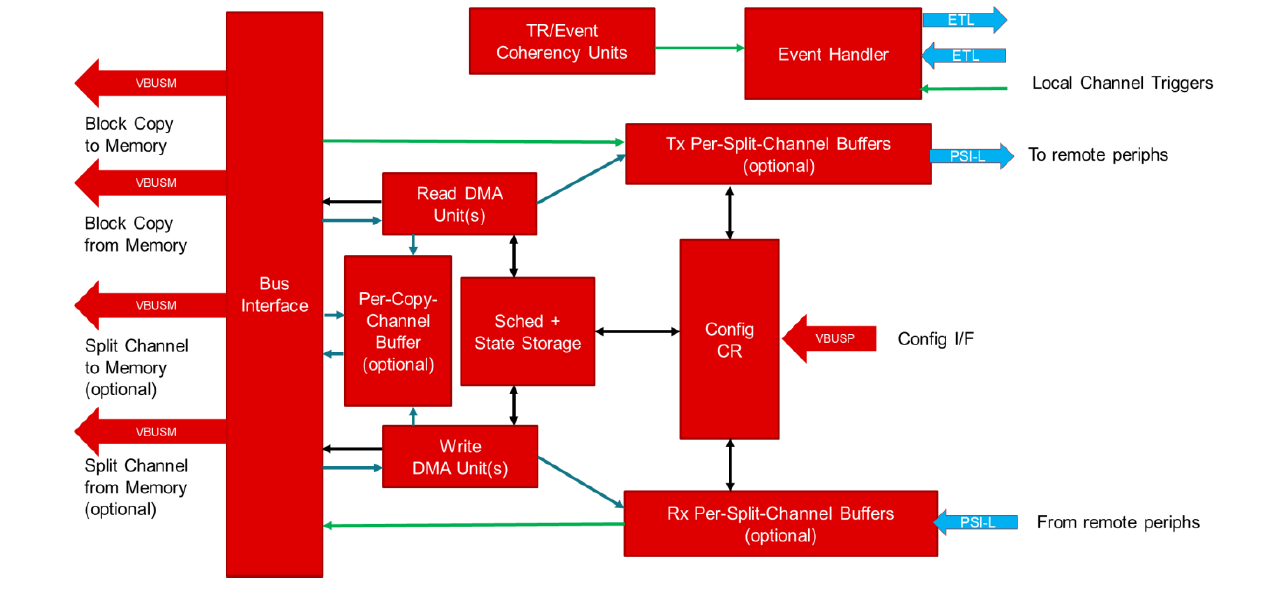 TR/Event
Coherency Units
Event Handler
ETL
ETL
Local Channel Triggers
VBUSM
Block Copy
to Memory
VBUSM
Block Copy
from Memory
VBUSM
Split Channel
to Memory
(optional)
VBUSM
Split Channel
from Memory
(optional)
Bus
Interface
Tx Per-Split-Channel Buffers
(optional)
PSI-L
To remote periphs
Read DMA
Unit(s)
Per-Copy-
Channel
Buffer
(optional)
Sched +
State Storage
Config
CR
VBUSP
Config I/F
Write
DMA Unit(s)
Rx Per-Split-Channel Buffers
(optional)
PSI-L
From remote periphs